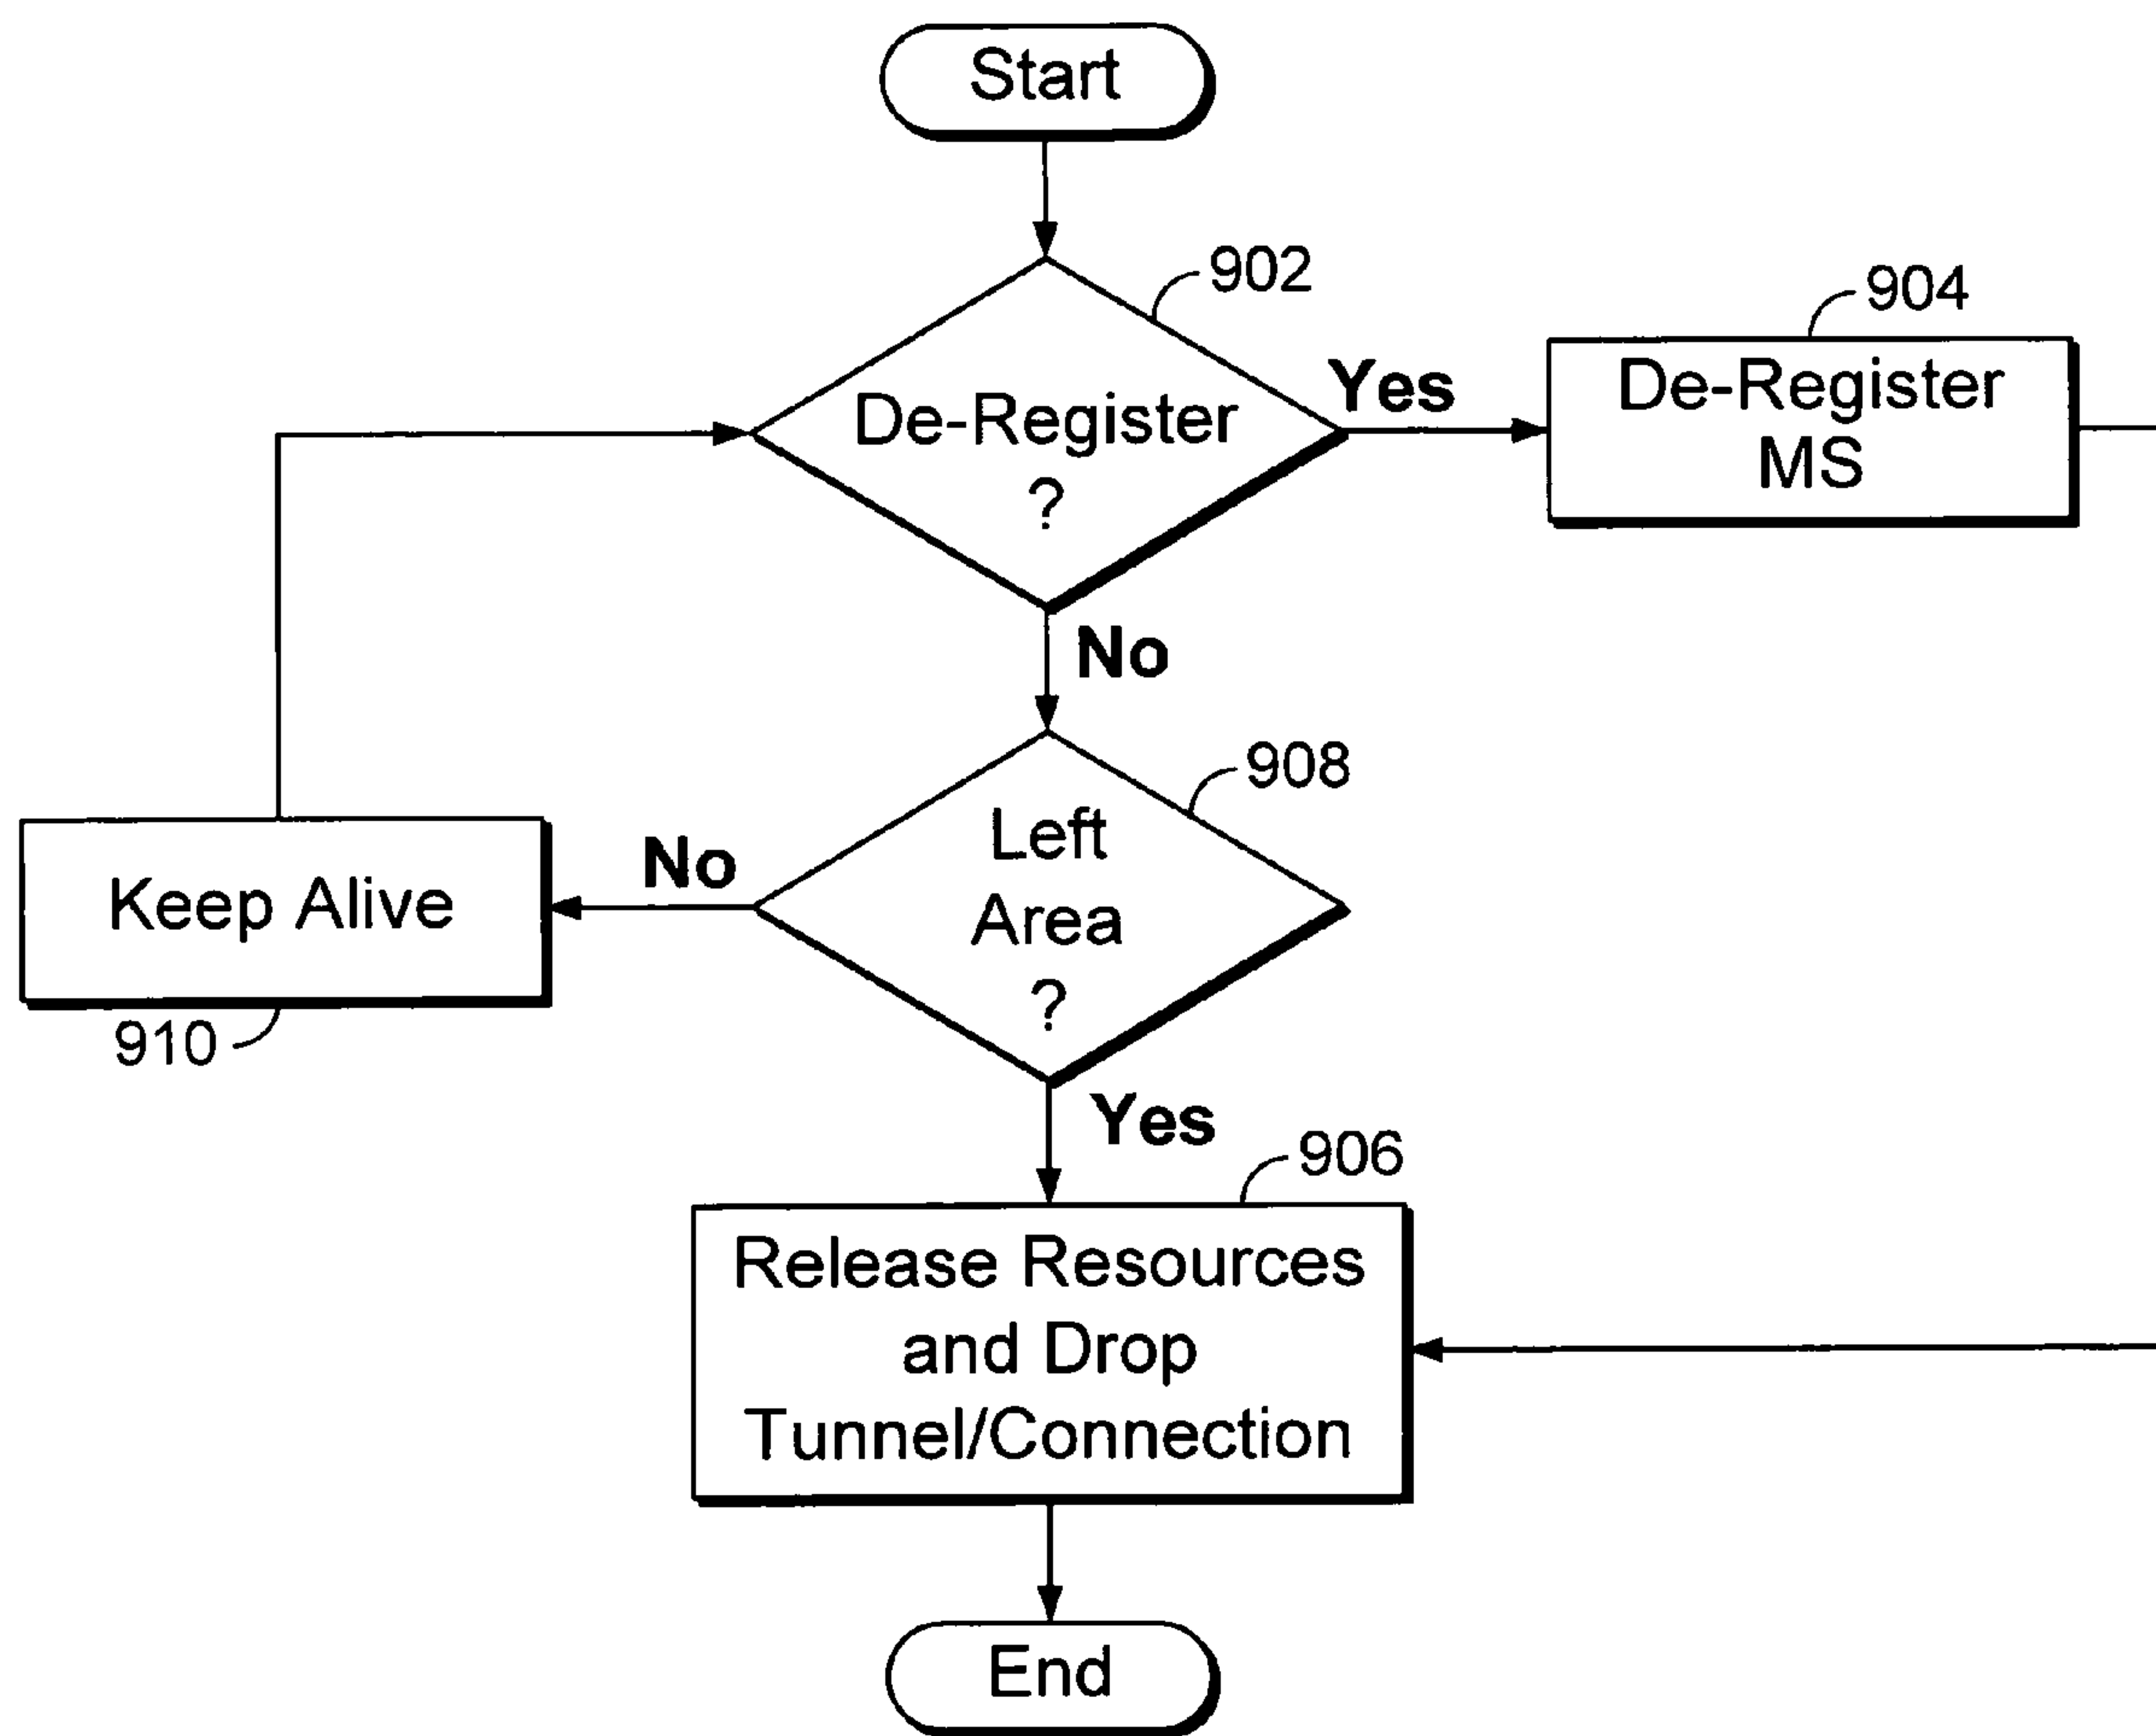 Start
902
De-Register
?
Yes
904
De-Register
MS
No
908
Left
Area
?
No
Keep Alive
910
Yes
906
Release Resources
and Drop
Tunnel/Connection
End